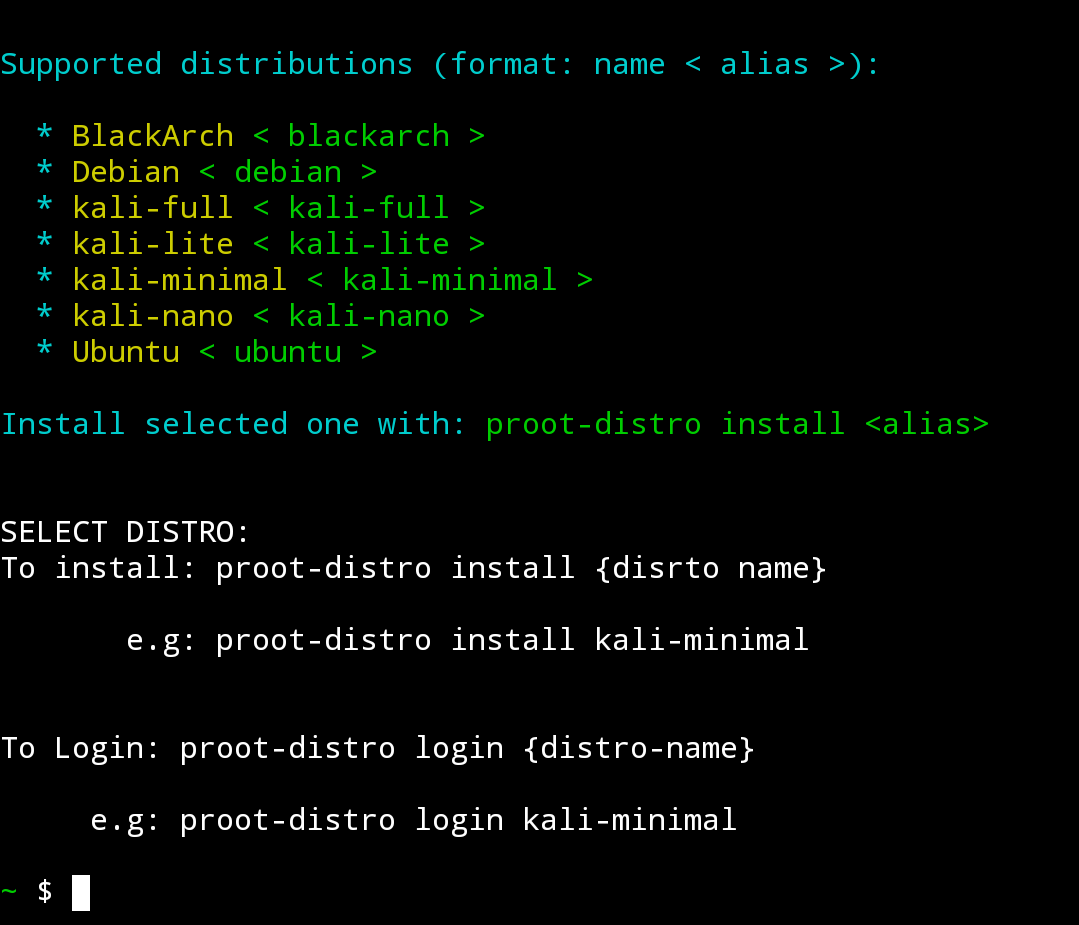 Supported distributions (format: name < alias >):
* BlackArch < blackarch >
* Debian < debian >
* kali-full < kali-full >
* kali-lite < kali-lite >
* kali-minimal < kali-minimal >
* kali-nano < kali-nano >
* Ubuntu < ubuntu >
Install selected one with: proot-distro install <alias>
SELECT DISTRO:
To install: proot-distro install {disrto name}
e.g: proot-distro install kali-minimal
To Login: proot-distro login {distro-name}
e.g: proot-distro login kali-minimal
~ $